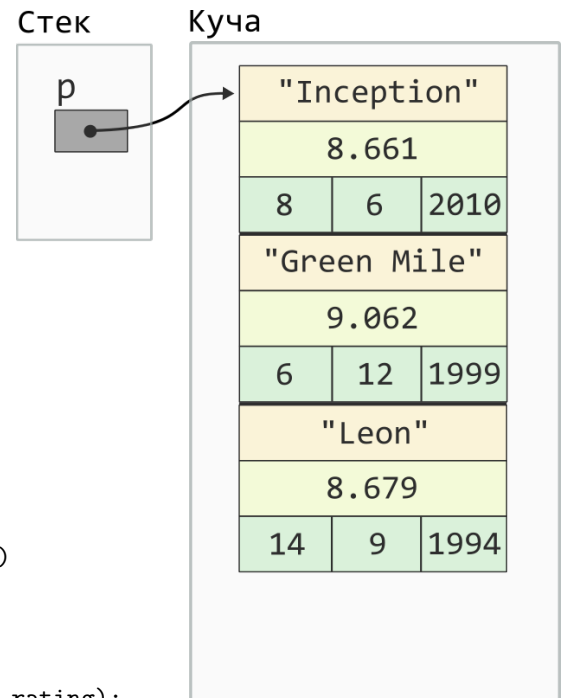 Стек Куча
p
"Inception"
8.661
8 6 2010
"Green Mile"
9.062
6 12 1999
"Leon"
8.679
14 9 1994
)
rating);